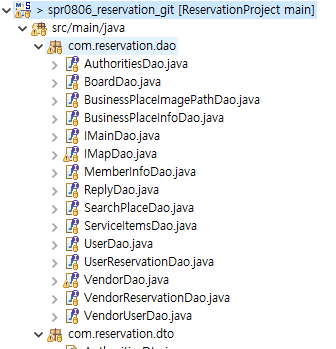 > spr0806_reservation_git [ReservationProject main]
src/main/java
com.reservation.dao
AuthoritiesDao.java
BoardDao.java
BusinessPlaceImagePathDao.java
BusinessPlaceInfoDao.java
IMainDao.java
IMapDao.java
MemberInfoDao.java
ReplyDao.java
SearchPlaceDao.java
ServiceItemsDao.java
UserDao.java
UserReservationDao.java
VendorDao.java
VendorReservationDao.java
VendorUserDao.java
com.reservation.dto